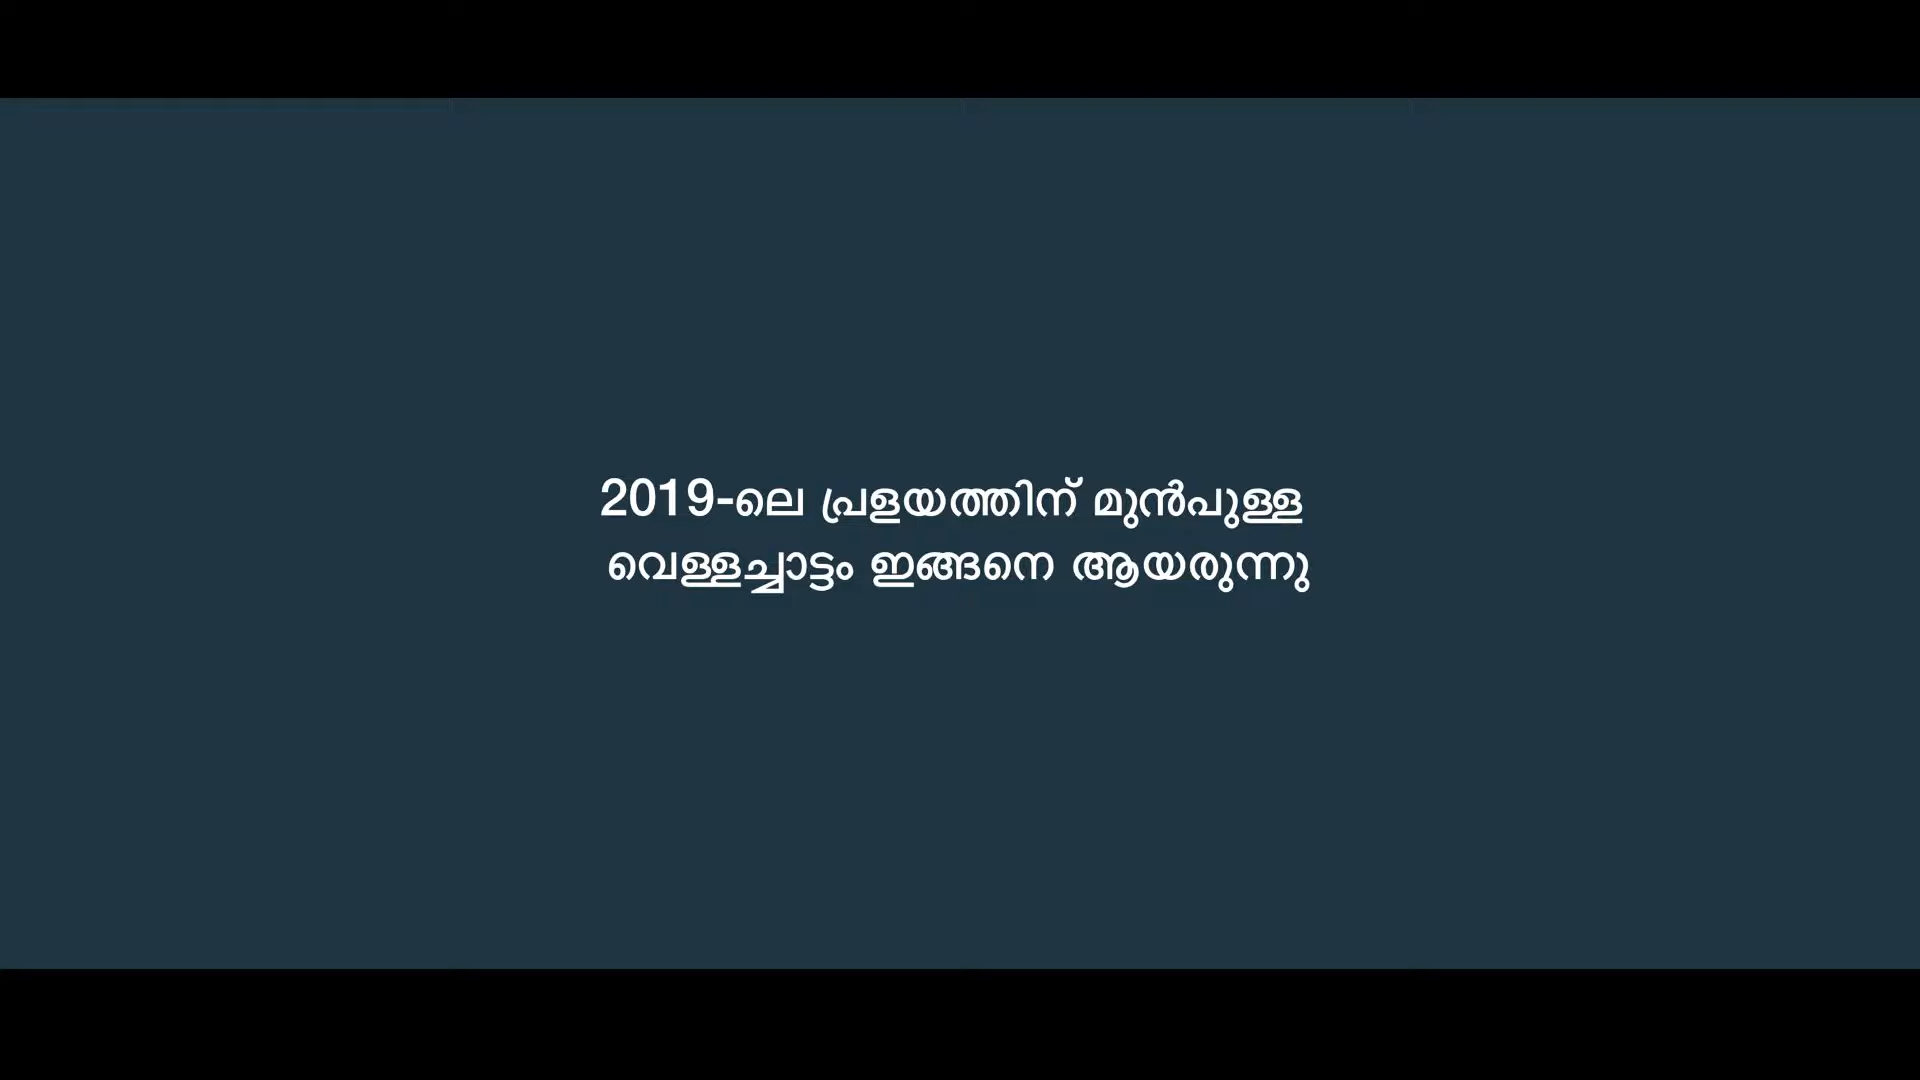 2019-ലെ പ്രളയത്തിന് മുൻപുള്ള
വെള്ളച്ചാട്ടം ഇങ്ങനെ ആയരുന്നു